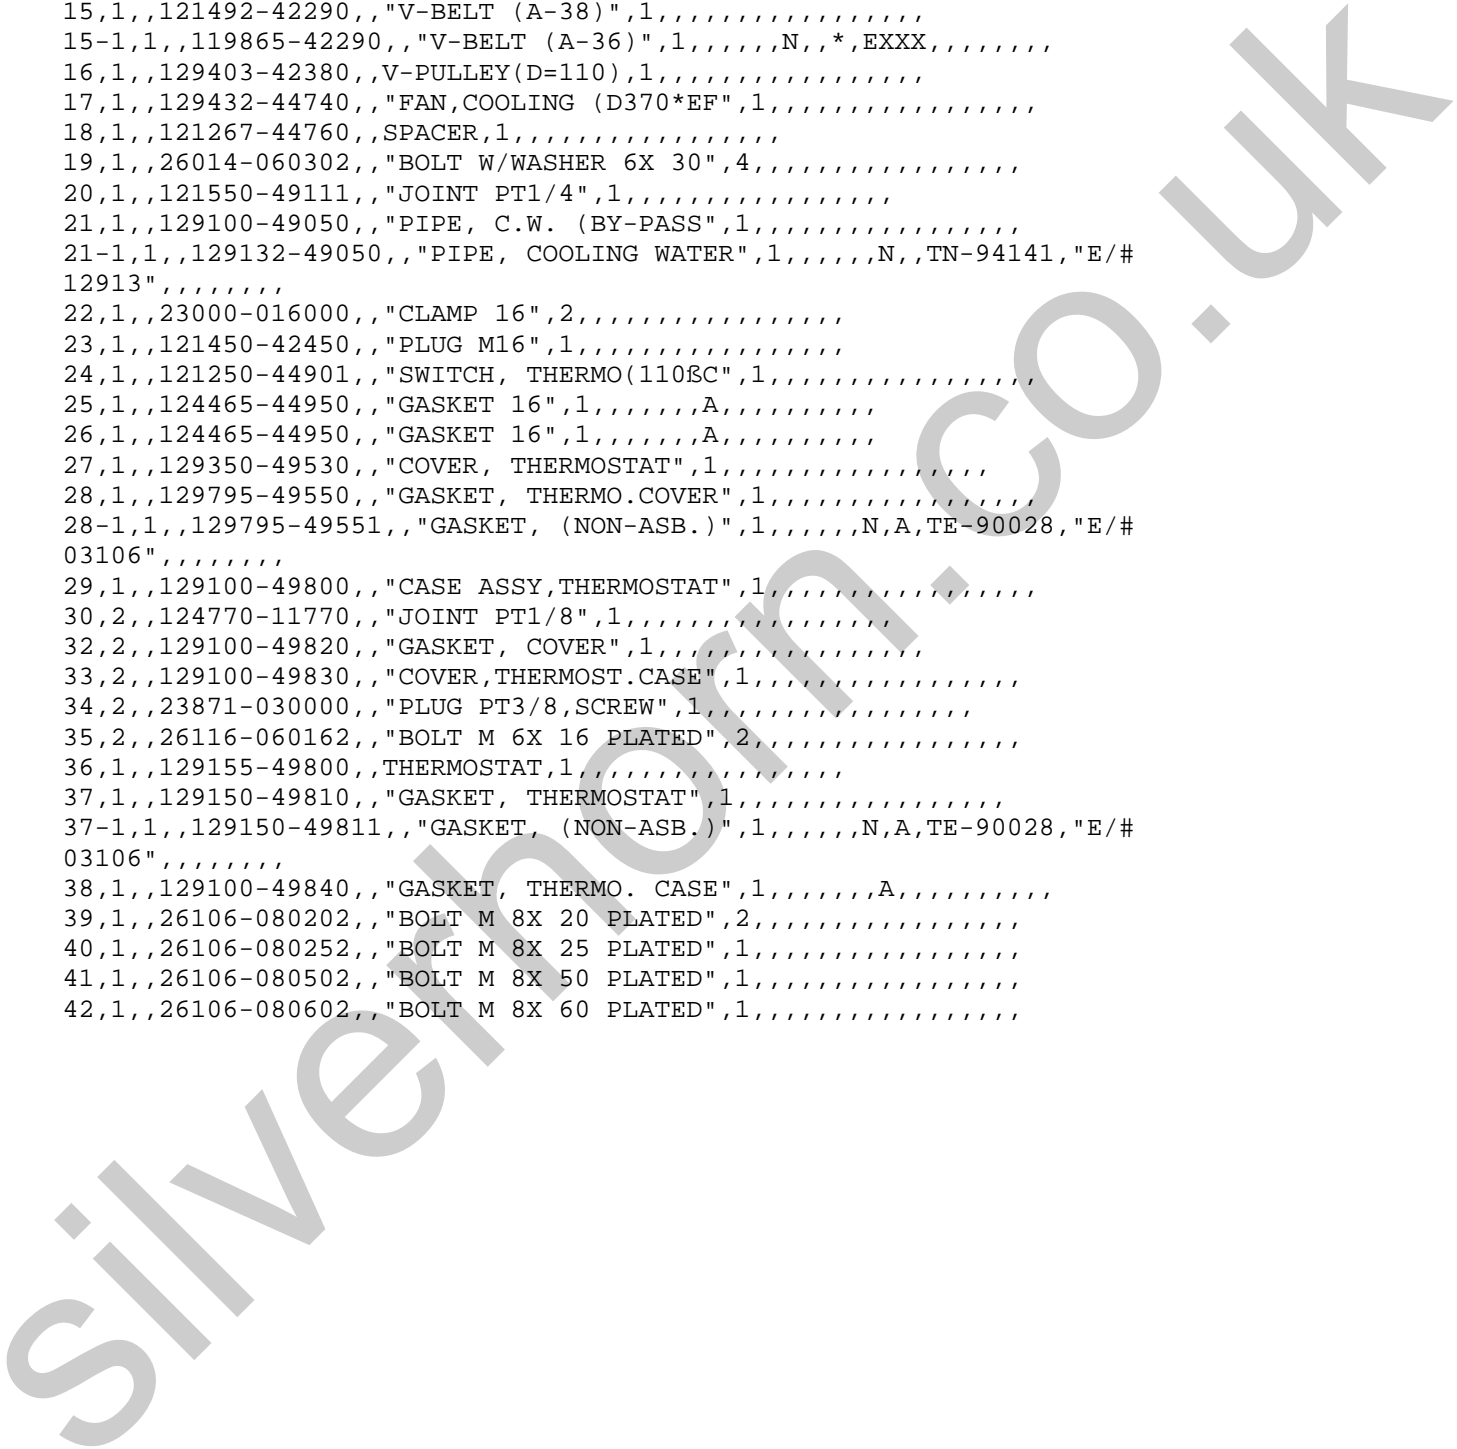 15,1,,121492-42290,,"V-BELT (A-38)",1,,,,,,,,,,,,,,,,,
15-1,1,,119865-42290,,"V-BELT (A-36)",1,,,,,,N,,*,EXXX,,,,,,,,
16,1,,129403-42380,,V-PULLEY(D=110),1,,,,,,,,,,,,,,,,,
17,1,,129432-44740,,"FAN,COOLING (D370*EF",1,,,,,,,,,,,,,,,,,
18,1,,121267-44760,,SPACER,1,,,,,,,,,,,,,,,,,
19,1,,26014-060302,,"BOLT W/WASHER 6X 30",4,,,,,,,,,,,,,,,,,
20,1,,121550-49111,,"JOINT PT1/4",1,,,,,,,,,,,,,,,,,
21,1,,129100-49050,,"PIPE, C.W. (BY-PASS",1,,,,,,,,,,,,,,,,,
21-1,1,,129132-49050,,"PIPE, COOLING WATER",1,,,,,,N,,TN-94141,"E/#
12913",,,,,,,,
22,1,,23000-016000,,"CLAMP 16",2,,,,,,,,,,,,,,,,,
23,1,,121450-42450,,"PLUG M16",1,,,,,,,,,,,,,,,,,
24,1,,121250-44901,,"SWITCH, THERMO(110ßC",1,,,,,,,,,,,,,,,,,
25,1,,124465-44950,,"GASKET 16",1,,,,,,,A,,,,,,,,,,
26,1,,124465-44950,,"GASKET 16",1,,,,,,,A,,,,,,,,,,
27,1,,129350-49530,,"COVER, THERMOSTAT",1,,,,,,,,,,,,,,,,,
28,1,,129795-49550,,"GASKET, THERMO.COVER",1,,,,,,,,,,,,,,,,,
28-1,1,,129795-49551,,"GASKET, (NON-ASB.)",1,,,,,,N,A,TE-90028,"E/#
03106",,,,,,,,
29,1,,129100-49800,,"CASE ASSY,THERMOSTAT",1,,,,,,,,,,,,,,,,,
30,2,,124770-11770,,"JOINT PT1/8",1,,,,,,,,,,,,,,,,,
32,2,,129100-49820,,"GASKET, COVER",1,,,,,,,,,,,,,,,,,
33,2,,129100-49830,,"COVER,THERMOST.CASE",1,,,,,,,,,,,,,,,,,
34,2,,23871-030000,,"PLUG PT3/8,SCREW",1,,,,,,,,,,,,,,,,,
35,2,,26116-060162,,"BOLT M 6X 16 PLATED",2,,,,,,,,,,,,,,,,,
36,1,,129155-49800,,THERMOSTAT,1,,,,,,,,,,,,,,,,,
37,1,,129150-49810,,"GASKET, THERMOSTAT",1,,,,,,,,,,,,,,,,,
37-1,1,,129150-49811,,"GASKET, (NON-ASB.)",1,,,,,,N,A,TE-90028,"E/#
03106",,,,,,,,
38,1,,129100-49840,,"GASKET, THERMO. CASE",1,,,,,,,A,,,,,,,,,,
39,1,,26106-080202,,"BOLT M 8X 20 PLATED",2,,,,,,,,,,,,,,,,,
40,1,,26106-080252,,"BOLT M 8X 25 PLATED",1,,,,,,,,,,,,,,,,,
41,1,,26106-080502,,"BOLT M 8X 50 PLATED",1,,,,,,,,,,,,,,,,,
42,1,,26106-080602,,"BOLT M 8X 60 PLATED",1,,,,,,,,,,,,,,,,,
silverhorn.co.uk